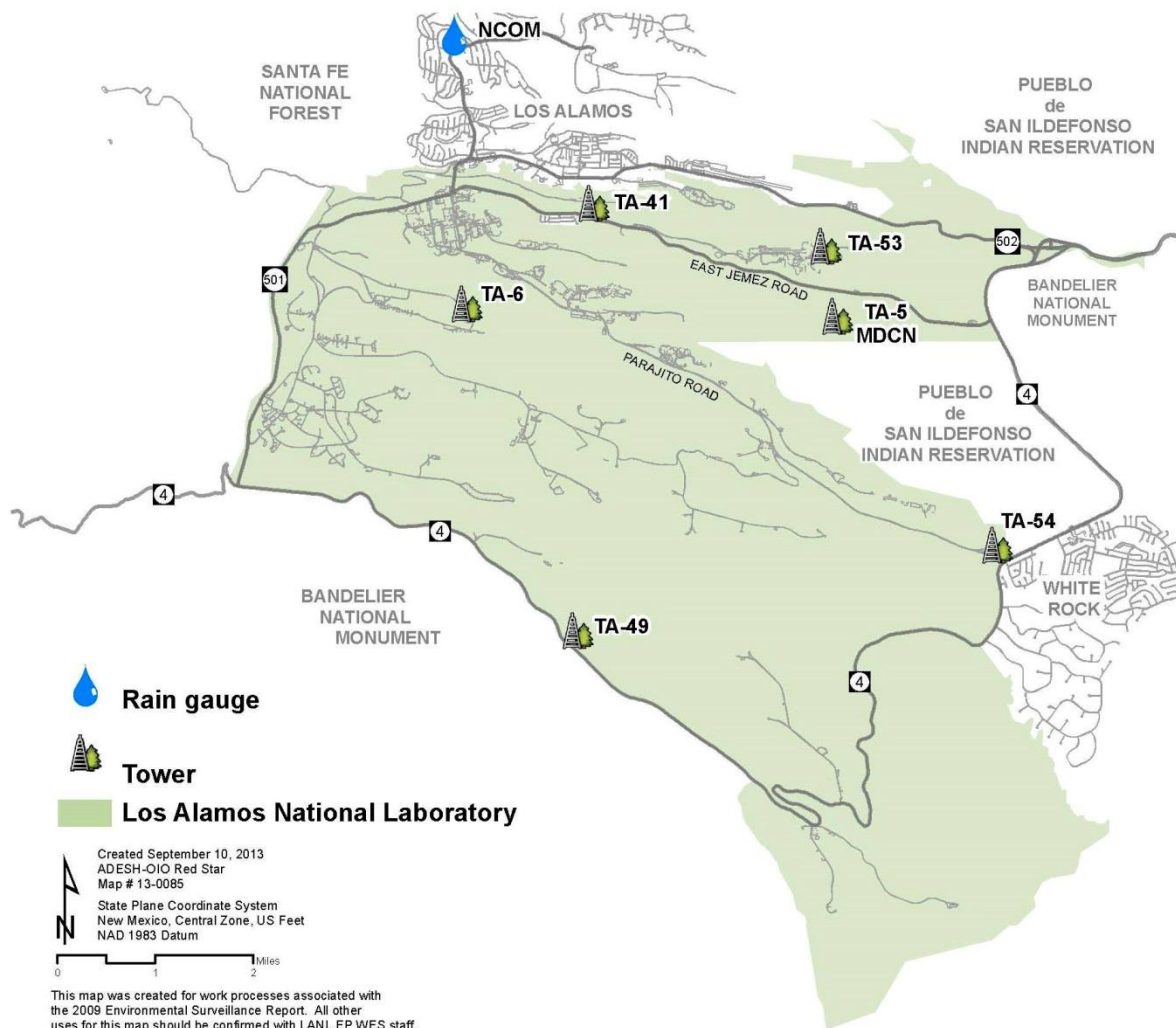 NCOM
SANTA FE
NATIONAL
FOREST
LOS ALAMOS
PUEBLO
de
SAN ILDEFONSO
INDIAN RESERVATION
TA-41
TA-53
502
EAST JEMEZ ROAD
501
TA-6
TA-5
MDCN
BANDELIER
NATIONAL
MONUMENT
PARAJITO ROAD
4
PUEBLO
de
SAN ILDEFONSO
INDIAN RESERVATION
4
4
TA-54
WHITE
ROCK
BANDELIER
NATIONAL
MONUMENT
TA-49
4
Rain gauge
Tower
Los Alamos National Laboratory
Created September 10, 2013
ADESH-OIO Red Star
Map # 13-0085
State Plane Coordinate System
New Mexico, Central Zone, US Feet
NAD 1983 Datum
N
Miles
0 1 2
This map was created for work processes associated with
the 2009 Environmental Surveillance Report. All other
uses for this map should be confirmed with LANL EP WES staff.